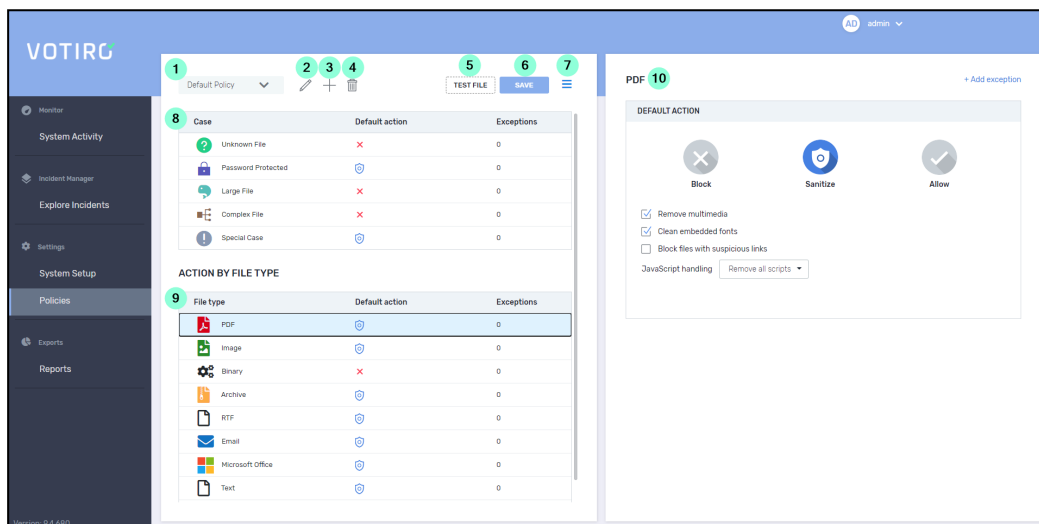 AD admin
VOTIRO
Monitor
System Activity
Incident Manager
Explore Incidents
Settings
System Setup
Policies
Exports
Reports
Version: 9.4.680
1 2 3 4 5 6 7
Default Policy TEST FILE SAVE
8 Case Default action Exceptions
? Unknown File 0
Password Protected 0
Large File 0
Complex File 0
! Special Case 0
ACTION BY FILE TYPE
9 File type Default action Exceptions
PDF 0
Image 0
Binary 0
Archive 0
RTF 0
Email 0
Microsoft Office 0
Text 0
PDF 10 + Add exception
DEFAULT ACTION
Block Sanitize Allow
Remove multimedia
Clean embedded fonts
Block files with suspicious links
JavaScript handling Remove all scripts